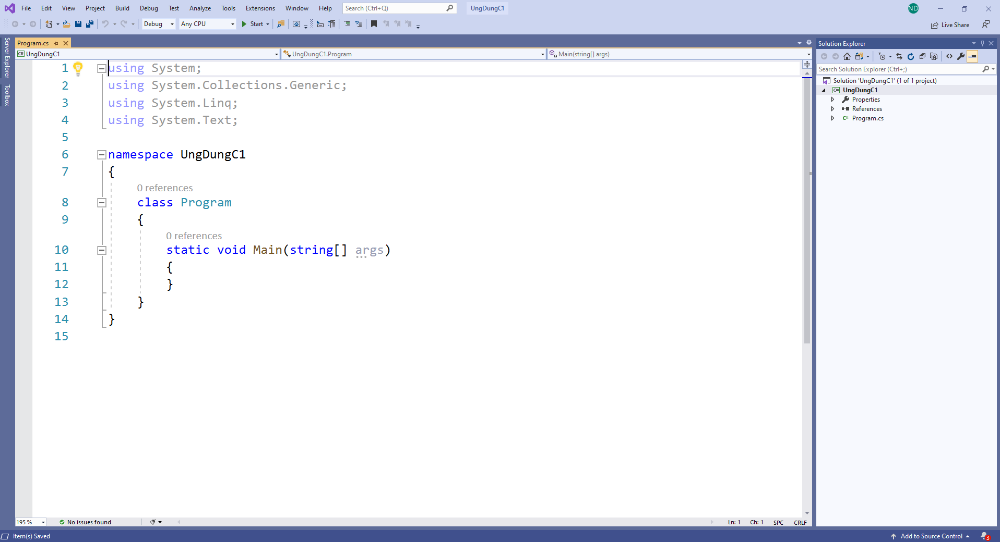 File Edit View Project Build Debug Test Analyze Tools Extensions Window Help Search (Ctrl+Q) UngDungC1 ND
Debug Any CPU Start Live Share
Server Explorer
Toolbox
Program.cs
UngDungC1 UngDungC1.Program Main(string[] args)
1 using System;
2 using System.Collections.Generic;
3 using System.Linq;
4 using System.Text;
5
6 namespace UngDungC1
7 {
0 references
8 class Program
9 {
0 references
10 static void Main(string[] args)
11 {
12 }
13 }
14 }
15
195 % No issues found Ln: 1 Ch: 1 SPC CRLF
Solution Explorer
Search Solution Explorer (Ctrl+;)
Solution 'UngDungC1' (1 of 1 project)
C# UngDungC1
Properties
References
C# Program.cs
Item(s) Saved Add to Source Control 3